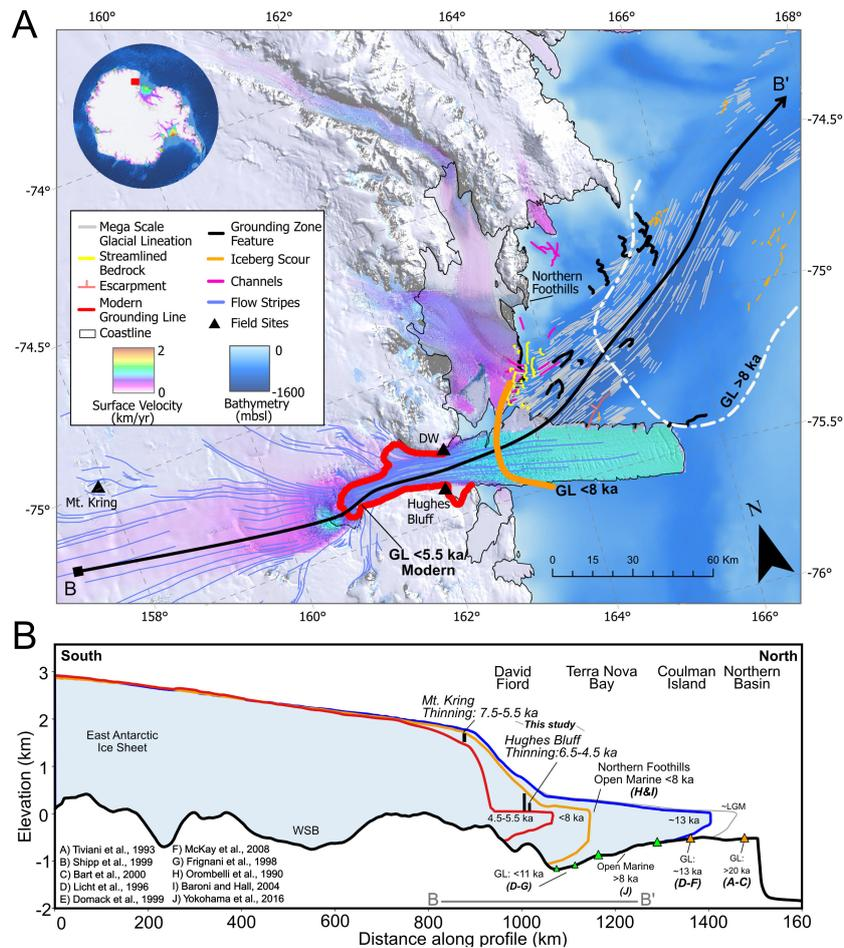 A
160°
162°
164°
166°
168°
B'
-74.5°
-74°
Mega Scale
Glacial Lineation
Streamlined
Bedrock
Escarpment
Modern
Grounding Line
Coastline
Grounding Zone
Feature
Iceberg Scour
Channels
Flow Stripes
Field Sites
2
0
Surface Velocity
(km/yr)
0
-1600
Bathymetry
(mbsl)
Northern
Foothills
-75°
-74.5°
GL >8 ka
-75.5°
DW
Mt. Kring
Hughes
Bluff
GL <8 ka
-75°
GL <5.5 ka/
Modern
N
0 15 30 60 Km
B
-76°
158°
160°
162°
164°
166°
B
South
North
David
Fiord
Terra Nova
Bay
Coulman
Island
Northern
Basin
Mt. Kring
Thinning: 7.5-5.5 ka
This study
Hughes Bluff
Thinning:6.5-4.5 ka
East Antarctic
Ice Sheet
Northern Foothills
Open Marine <8 ka
(H&I)
~LGM
4.5-5.5 ka
<8 ka
~13 ka
WSB
A) Tiviani et al., 1993
B) Shipp et al., 1999
C) Bart et al., 2000
D) Licht et al., 1996
E) Domack et al., 1999
F) McKay et al., 2008
G) Frignani et al., 1998
H) Orombelli et al., 1990
I) Baroni and Hall, 2004
J) Yokohama et al., 2016
GL: <11 ka
(D-G)
Open Marine
>8 ka
(J)
GL:
~13 ka
(D-F)
GL:
>20 ka
(A-C)
B
B'
3
2
1
0
-1
-2
Elevation (km)
0 200 400 600 800 1000 1200 1400 160
Distance along profile (km)